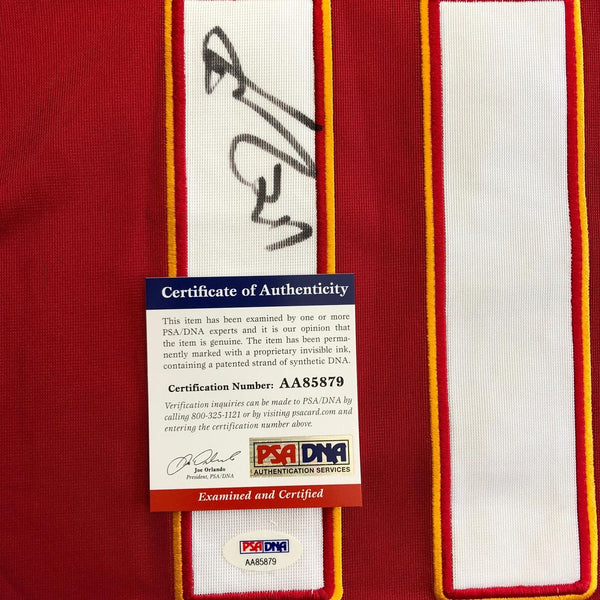 Certificate of Authenticity
This item has been examined by one or more
PSA/DNA experts and it is our opinion that
the item is genuine. The item has been perma-
nently marked with a proprietary invisible ink,
containing a patented strand of synthetic DNA.
Certification Number: AA85879
Verification inquiries can be made to PSA/DNA by
calling 800-325-1121 or by visiting psacard.com and
entering the certification number above.
Joe Orlando
President, PSA/DNA
PSA DNA
AUTHENTICATION SERVICES
Examined and Certified
PSA DNA
AA85879